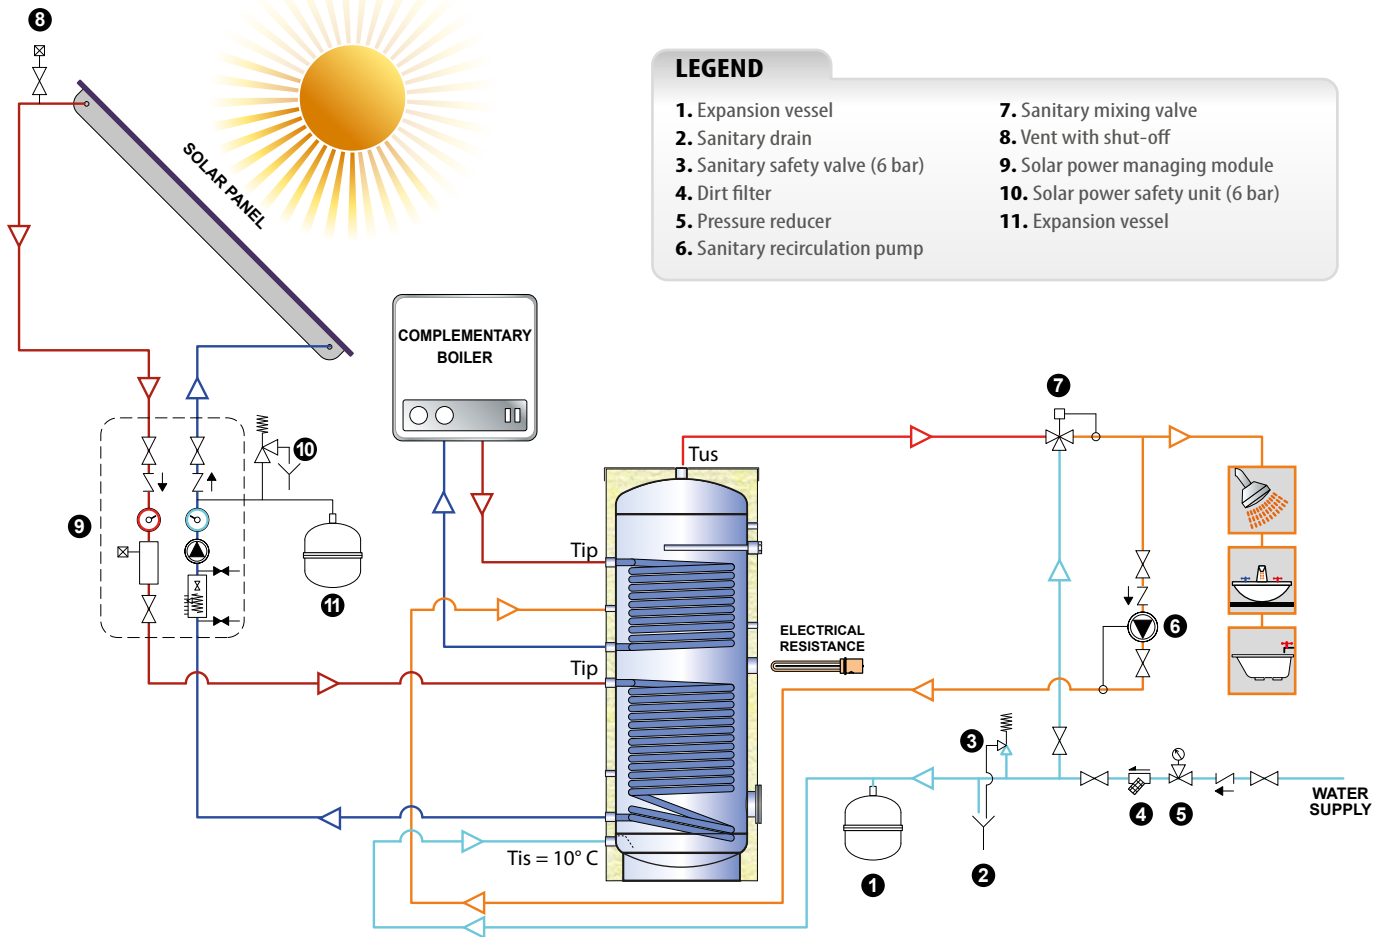 8
LEGEND
1. Expansion vessel
2. Sanitary drain
3. Sanitary safety valve (6 bar)
4. Dirt filter
5. Pressure reducer
6. Sanitary recirculation pump
7. Sanitary mixing valve
8. Vent with shut-off
9. Solar power managing module
10. Solar power safety unit (6 bar)
11. Expansion vessel
SOLAR PANEL
COMPLEMENTARY
BOILER
7
10
Tus
9
Tip
11
6
ELECTRICAL
RESISTANCE
Tip
3
WATER
SUPPLY
4
5
Tis = 10° C
1
2